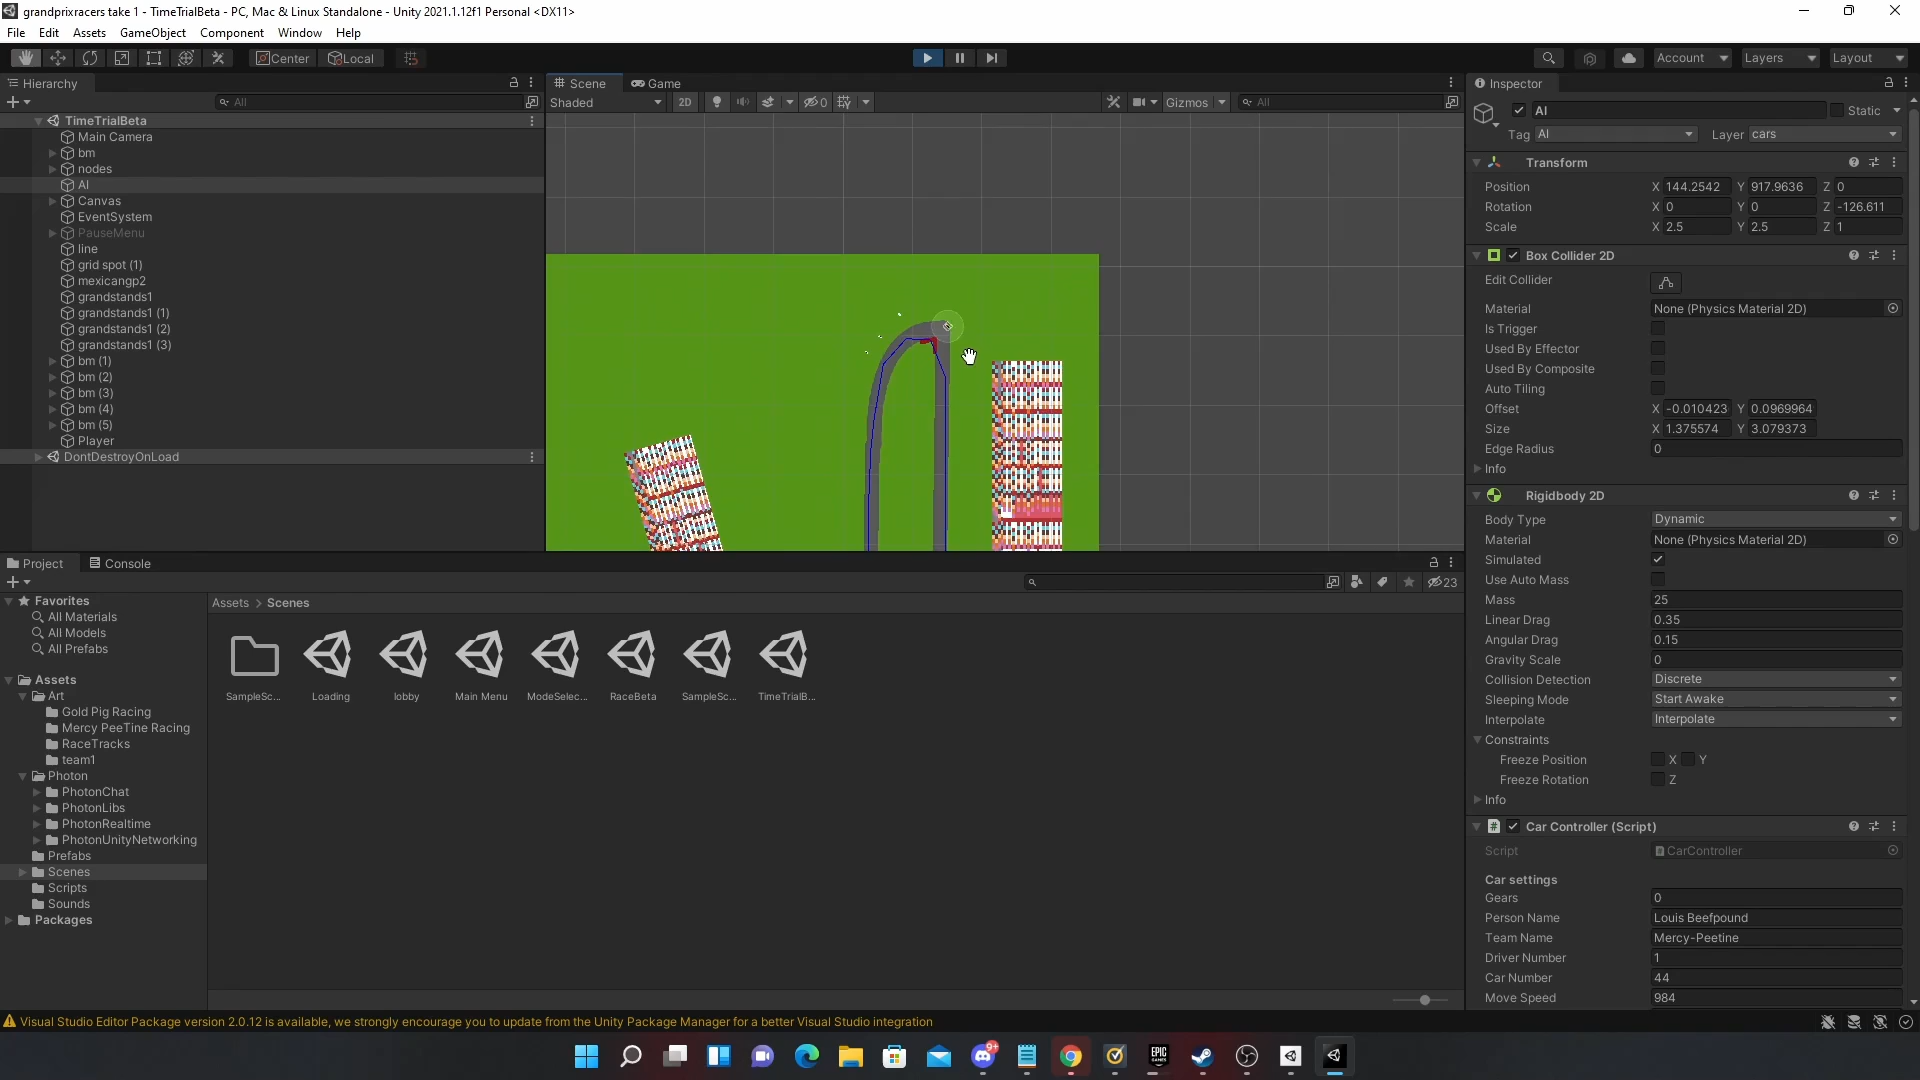 grandprixracers take 1 - TimeTrialBeta - PC, Mac & Linux Standalone - Unity 2021.1.12f1 Personal <DX11>
File Edit Assets GameObject Component Window Help
Center Local Account Layers Layout
Hierarchy
All
TimeTrialBeta
Main Camera
bm
nodes
AI
Canvas
EventSystem
PauseMenu
line
grid spot (1)
mexicangp2
grandstands1
grandstands1 (1)
grandstands1 (2)
grandstands1 (3)
bm (1)
bm (2)
bm (3)
bm (4)
bm (5)
Player
DontDestroyOnLoad
Scene Game
Shaded 2D 0 Gizmos All
Inspector
AI Static
Tag AI Layer cars
Transform
Position X 144.2542 Y 917.9636 Z 0
Rotation X 0 Y 0 Z -126.611
Scale X 2.5 Y 2.5 Z 1
Box Collider 2D
Edit Collider
Material None (Physics Material 2D)
Is Trigger
Used By Effector
Used By Composite
Auto Tiling
Offset X -0.010423 Y 0.0969964
Size X 1.375574 Y 3.079373
Edge Radius 0
Info
Rigidbody 2D
Body Type Dynamic
Material None (Physics Material 2D)
Simulated
Use Auto Mass
Mass 25
Linear Drag 0.35
Angular Drag 0.15
Gravity Scale 0
Collision Detection Discrete
Sleeping Mode Start Awake
Interpolate Interpolate
Constraints
Freeze Position X Y
Freeze Rotation Z
Info
Car Controller (Script)
Script CarController
Car settings
Gears 0
Person Name Louis Beefpound
Team Name Mercy-Peetine
Driver Number 1
Car Number 44
Move Speed 984
Project Console
23
Favorites
All Materials
All Models
All Prefabs
Assets
Art
Gold Pig Racing
Mercy PeeTine Racing
RaceTracks
team1
Photon
PhotonChat
PhotonLibs
PhotonRealtime
PhotonUnityNetworking
Prefabs
Scenes
Scripts
Sounds
Packages
Assets > Scenes
SampleSc... Loading lobby Main Menu ModeSelec... RaceBeta SampleSc... TimeTrialB...
Visual Studio Editor Package version 2.0.12 is available, we strongly encourage you to update from the Unity Package Manager for a better Visual Studio integration
9+
EPIC
GAMES